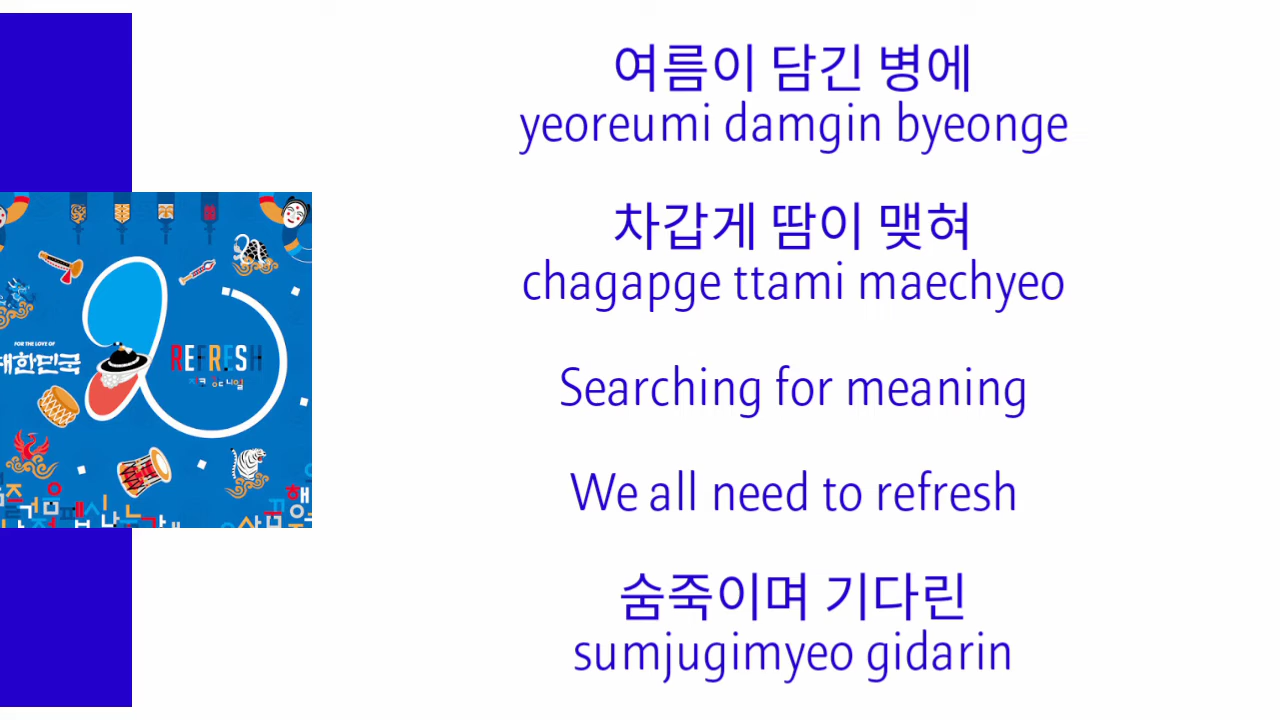 여름이 담긴 병에
yeoreumi damgin byeonge
차갑게 땀이 맺혀
chagapge ttami maechyeo
Searching for meaning
We all need to refresh
숨죽이며 기다린
sumjugimyeo gidarin
FOR THE LOVE OF
대한민국
REFRESH